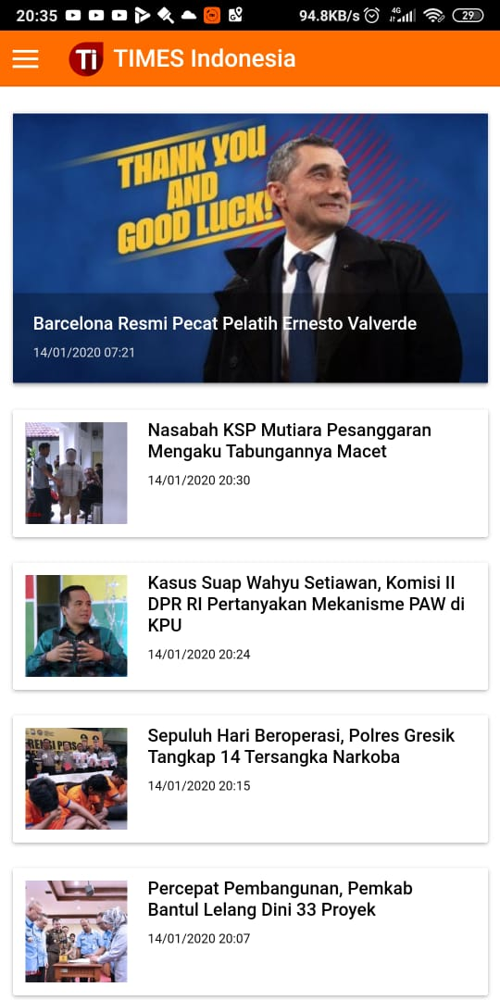 20:35
94.8KB/s
4G
29
Ti TIMES Indonesia
THANK YOU
AND
GOOD LUCK!
Barcelona Resmi Pecat Pelatih Ernesto Valverde
14/01/2020 07:21
Nasabah KSP Mutiara Pesanggaran
Mengaku Tabungannya Macet
14/01/2020 20:30
Kasus Suap Wahyu Setiawan, Komisi II
DPR RI Pertanyakan Mekanisme PAW di
KPU
14/01/2020 20:24
Sepuluh Hari Beroperasi, Polres Gresik
Tangkap 14 Tersangka Narkoba
14/01/2020 20:15
Percepat Pembangunan, Pemkab
Bantul Lelang Dini 33 Proyek
14/01/2020 20:07